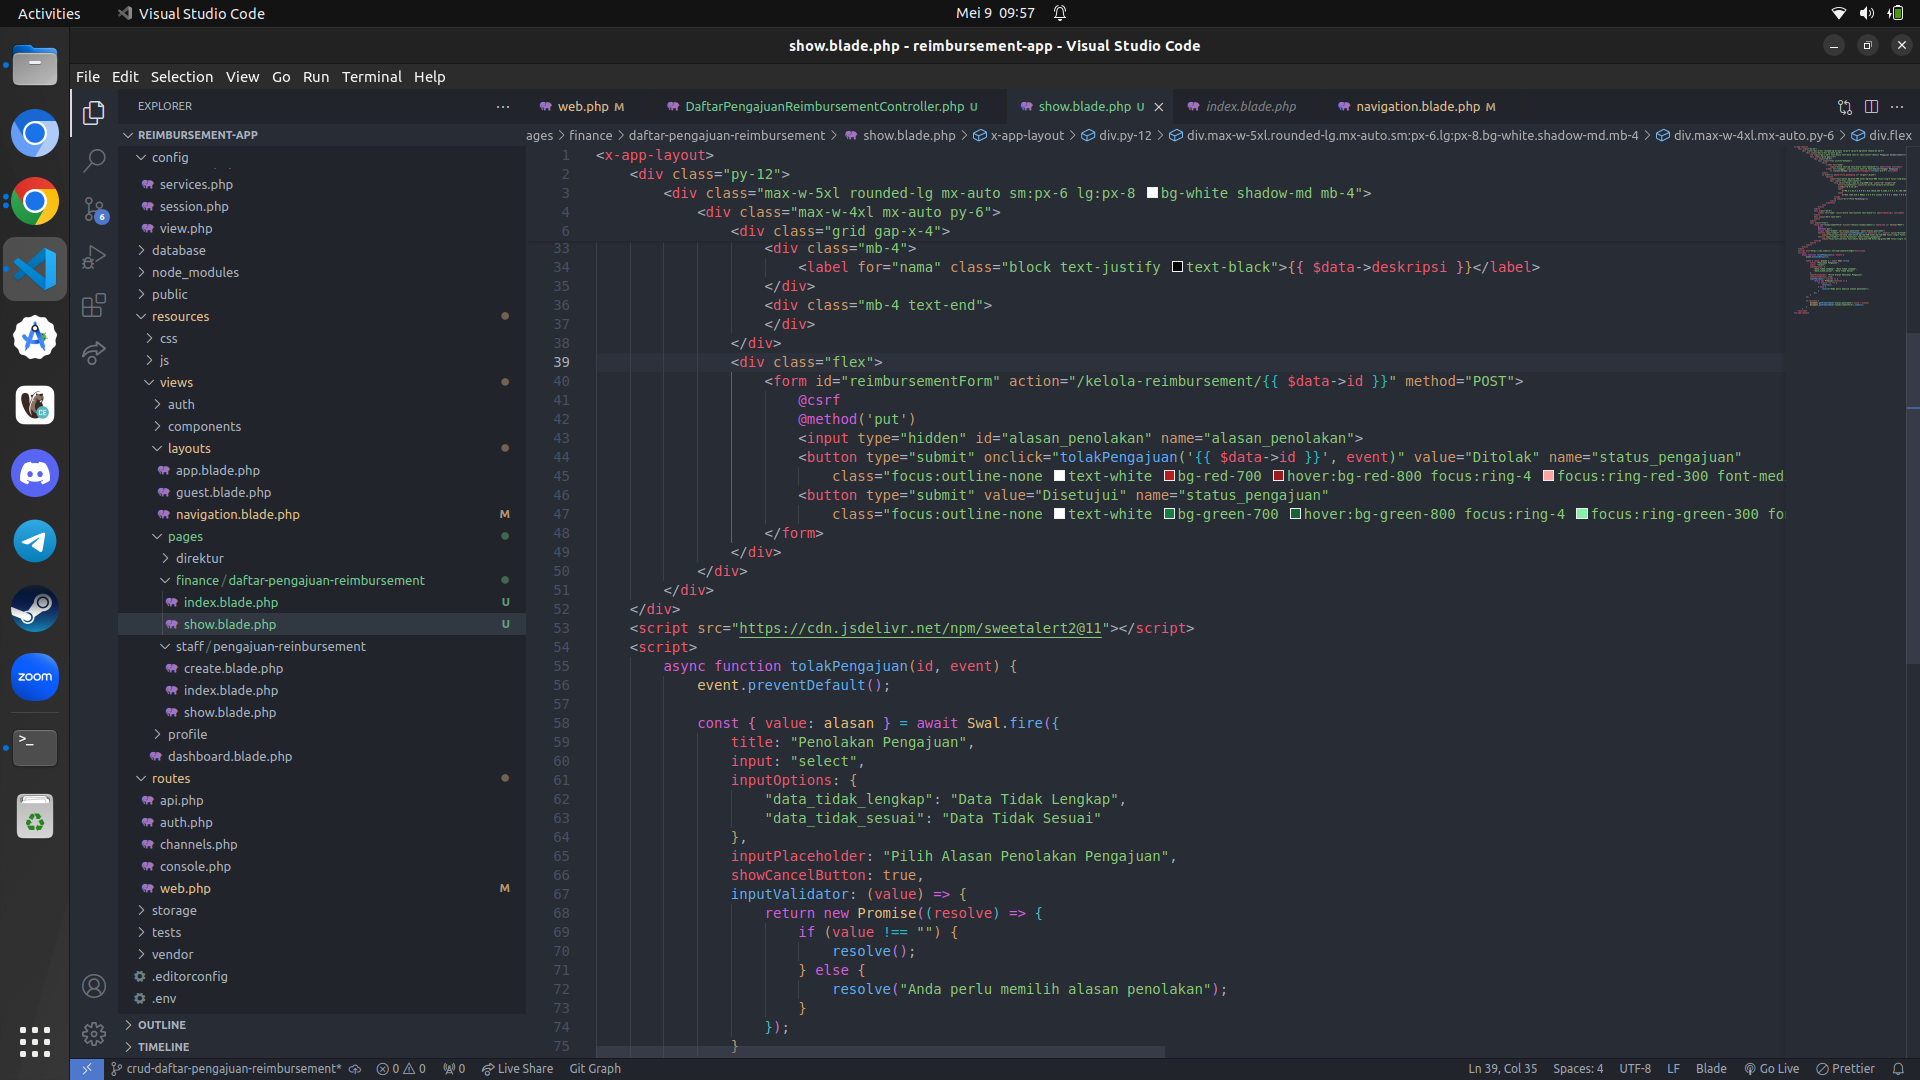 Activities
Visual Studio Code
Mei 9 09:57
show.blade.php - reimbursement-app - Visual Studio Code
File Edit Selection View Go Run Terminal Help
EXPLORER
web.php M
DaftarPengajuanReimbursementController.php U
show.blade.php U
index.blade.php
navigation.blade.php M
ages > finance > daftar-pengajuan-reimbursement > show.blade.php > x-app-layout > div.py-12 > div.max-w-5xl.rounded-lg.mx-auto.sm:px-6.lg:px-8.bg-white.shadow-md.mb-4 > div.max-w-4xl.mx-auto.py-6 > div.flex
REIMBURSEMENT-APP
config
services.php
session.php
view.php
database
node_modules
public
resources
css
js
views
auth
components
layouts
app.blade.php
guest.blade.php
navigation.blade.php M
pages
direktur
finance / daftar-pengajuan-reimbursement
index.blade.php U
show.blade.php U
staff / pengajuan-reinbursement
create.blade.php
index.blade.php
show.blade.php
profile
dashboard.blade.php
routes
api.php
auth.php
channels.php
console.php
web.php M
storage
tests
vendor
.editorconfig
.env
OUTLINE
TIMELINE
1 <x-app-layout>
2 <div class="py-12">
3 <div class="max-w-5xl rounded-lg mx-auto sm:px-6 lg:px-8 bg-white shadow-md mb-4">
4 <div class="max-w-4xl mx-auto py-6">
6 <div class="grid gap-x-4">
33 <div class="mb-4">
34 <label for="nama" class="block text-justify text-black">{{ $data->deskripsi }}</label>
35 </div>
36 <div class="mb-4 text-end">
37 </div>
38 </div>
39 <div class="flex">
40 <form id="reimbursementForm" action="/kelola-reimbursement/{{ $data->id }}" method="POST">
41 @csrf
42 @method('put')
43 <input type="hidden" id="alasan_penolakan" name="alasan_penolakan">
44 <button type="submit" onclick="tolakPengajuan('{{ $data->id }}', event)" value="Ditolak" name="status_pengajuan"
45 class="focus:outline-none text-white bg-red-700 hover:bg-red-800 focus:ring-4 focus:ring-red-300 font-med
46 <button type="submit" value="Disetujui" name="status_pengajuan"
47 class="focus:outline-none text-white bg-green-700 hover:bg-green-800 focus:ring-4 focus:ring-green-300 fo
48 </form>
49 </div>
50 </div>
51 </div>
52 </div>
53 <script src="https://cdn.jsdelivr.net/npm/sweetalert2@11"></script>
54 <script>
55 async function tolakPengajuan(id, event) {
56 event.preventDefault();
57
58 const { value: alasan } = await Swal.fire({
59 title: "Penolakan Pengajuan",
60 input: "select",
61 inputOptions: {
62 "data_tidak_lengkap": "Data Tidak Lengkap",
63 "data_tidak_sesuai": "Data Tidak Sesuai"
64 },
65 inputPlaceholder: "Pilih Alasan Penolakan Pengajuan",
66 showCancelButton: true,
67 inputValidator: (value) => {
68 return new Promise((resolve) => {
69 if (value !== "") {
70 resolve();
71 } else {
72 resolve("Anda perlu memilih alasan penolakan");
73 }
74 });
75 }
6
CE
zoom
crud-daftar-pengajuan-reimbursement* 0 0 0 Live Share Git Graph
Ln 39, Col 35 Spaces: 4 UTF-8 LF Blade Go Live Prettier